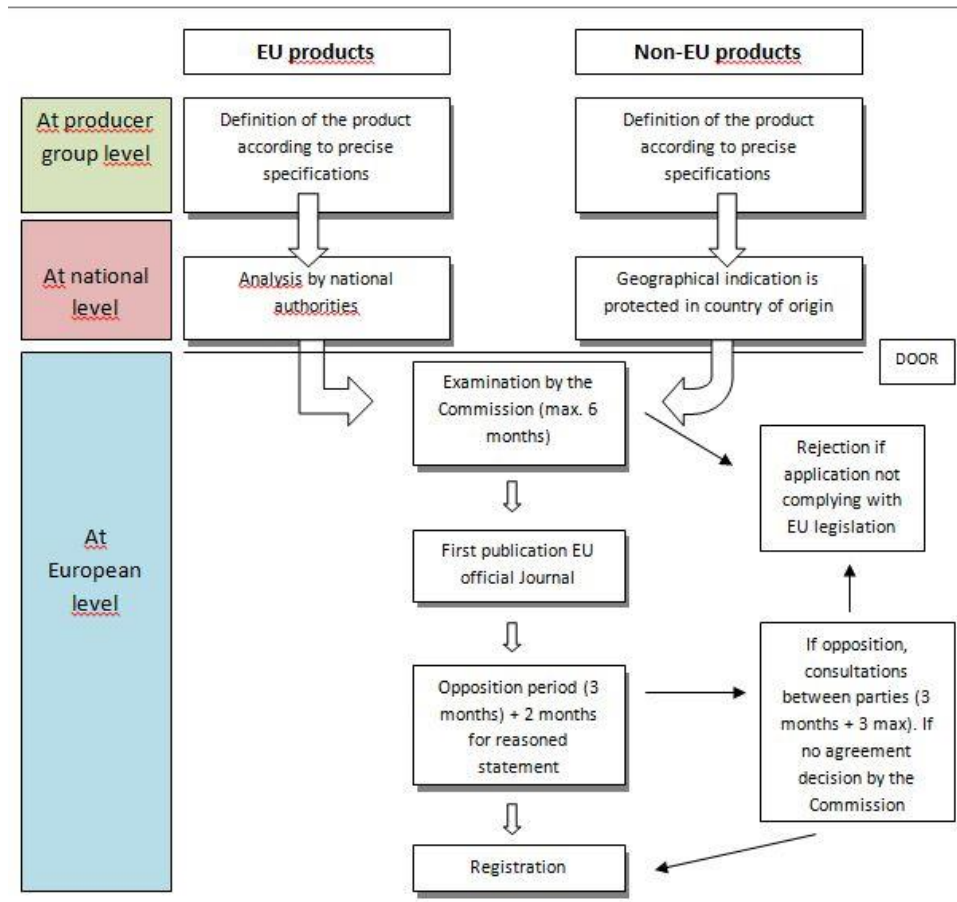 EU products
Non-EU products
At producer
group level
Definition of the product
according to precise
specifications
Definition of the product
according to precise
specifications
At national
level
Analysis by national
authorities
Geographical indication is
protected in country of origin
DOOR
At
European
level
Examination by the
Commission (max. 6
months)
Rejection if
application not
complying with
EU legislation
First publication EU
official Journal
Opposition period (3
months) + 2 months
for reasoned
statement
If opposition,
consultations
between parties (3
months + 3 max). If
no agreement
decision by the
Commission
Registration